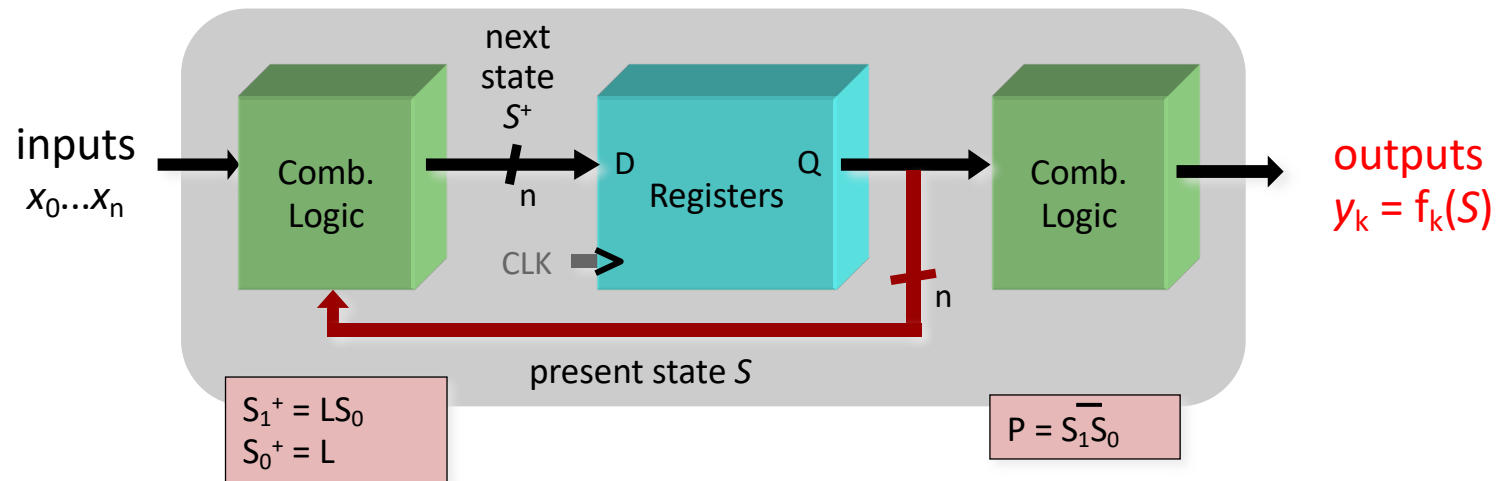 next
state
S⁺
inputs
x₀...xₙ
Comb.
Logic
n
D
Q
Registers
CLK
Comb.
Logic
outputs
yₖ = fₖ(S)
n
present state S
S₁⁺ = LS₀
S₀⁺ = L
P = S̅₁S̅₀